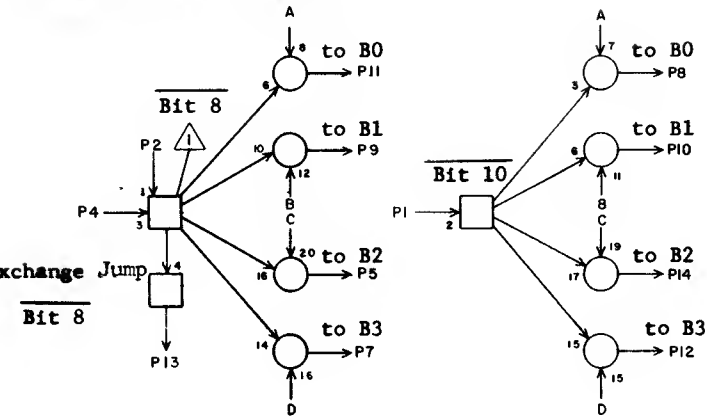 A A
8 to B0 7 to B0
6 P11 3 P8
Bit 8
1 to B1 to B1
P2 10 P9 6 P10
12 Bit 10 11
1 B B
P4 3 C P1 2 C
20 to B2 19 to B2
xchange Jump 4 16 P5 17 P14
Bit 8
14 to B3 15 to B3
P13 16 P7 15 P12
D D